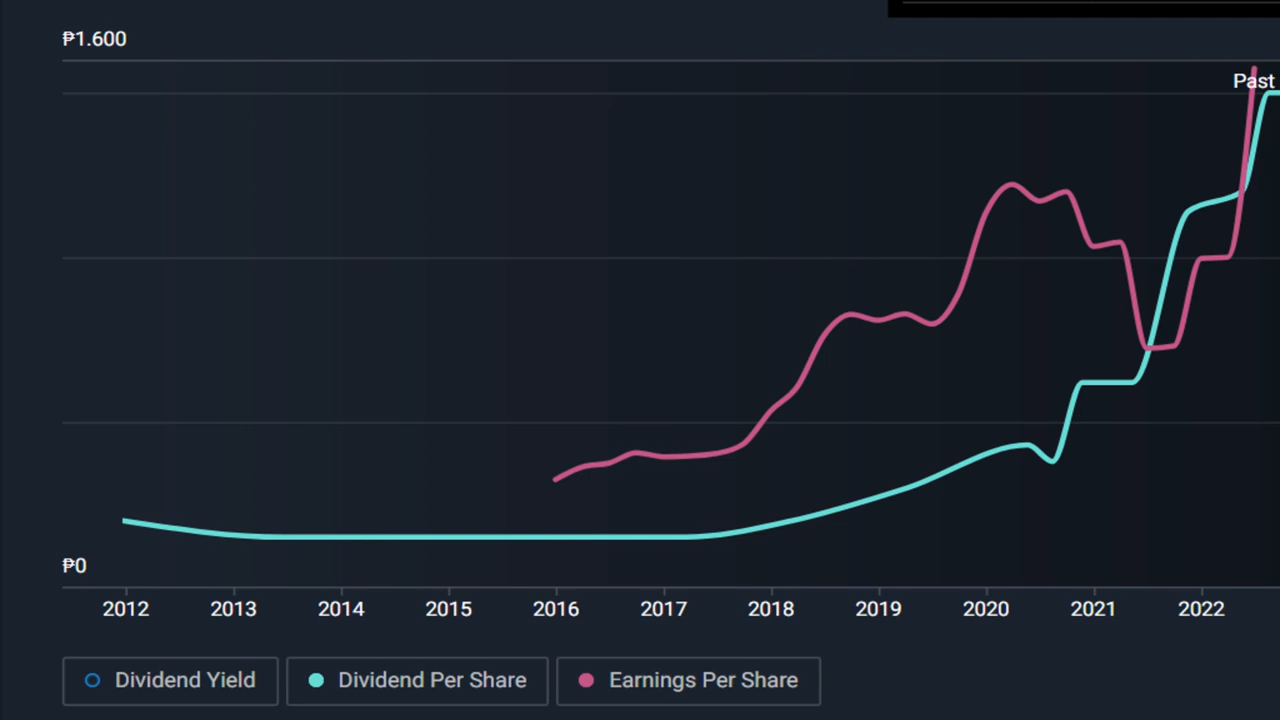 ₱1.600
Past
₱0
2012 2013 2014 2015 2016 2017 2018 2019 2020 2021 2022
Dividend Yield Dividend Per Share Earnings Per Share